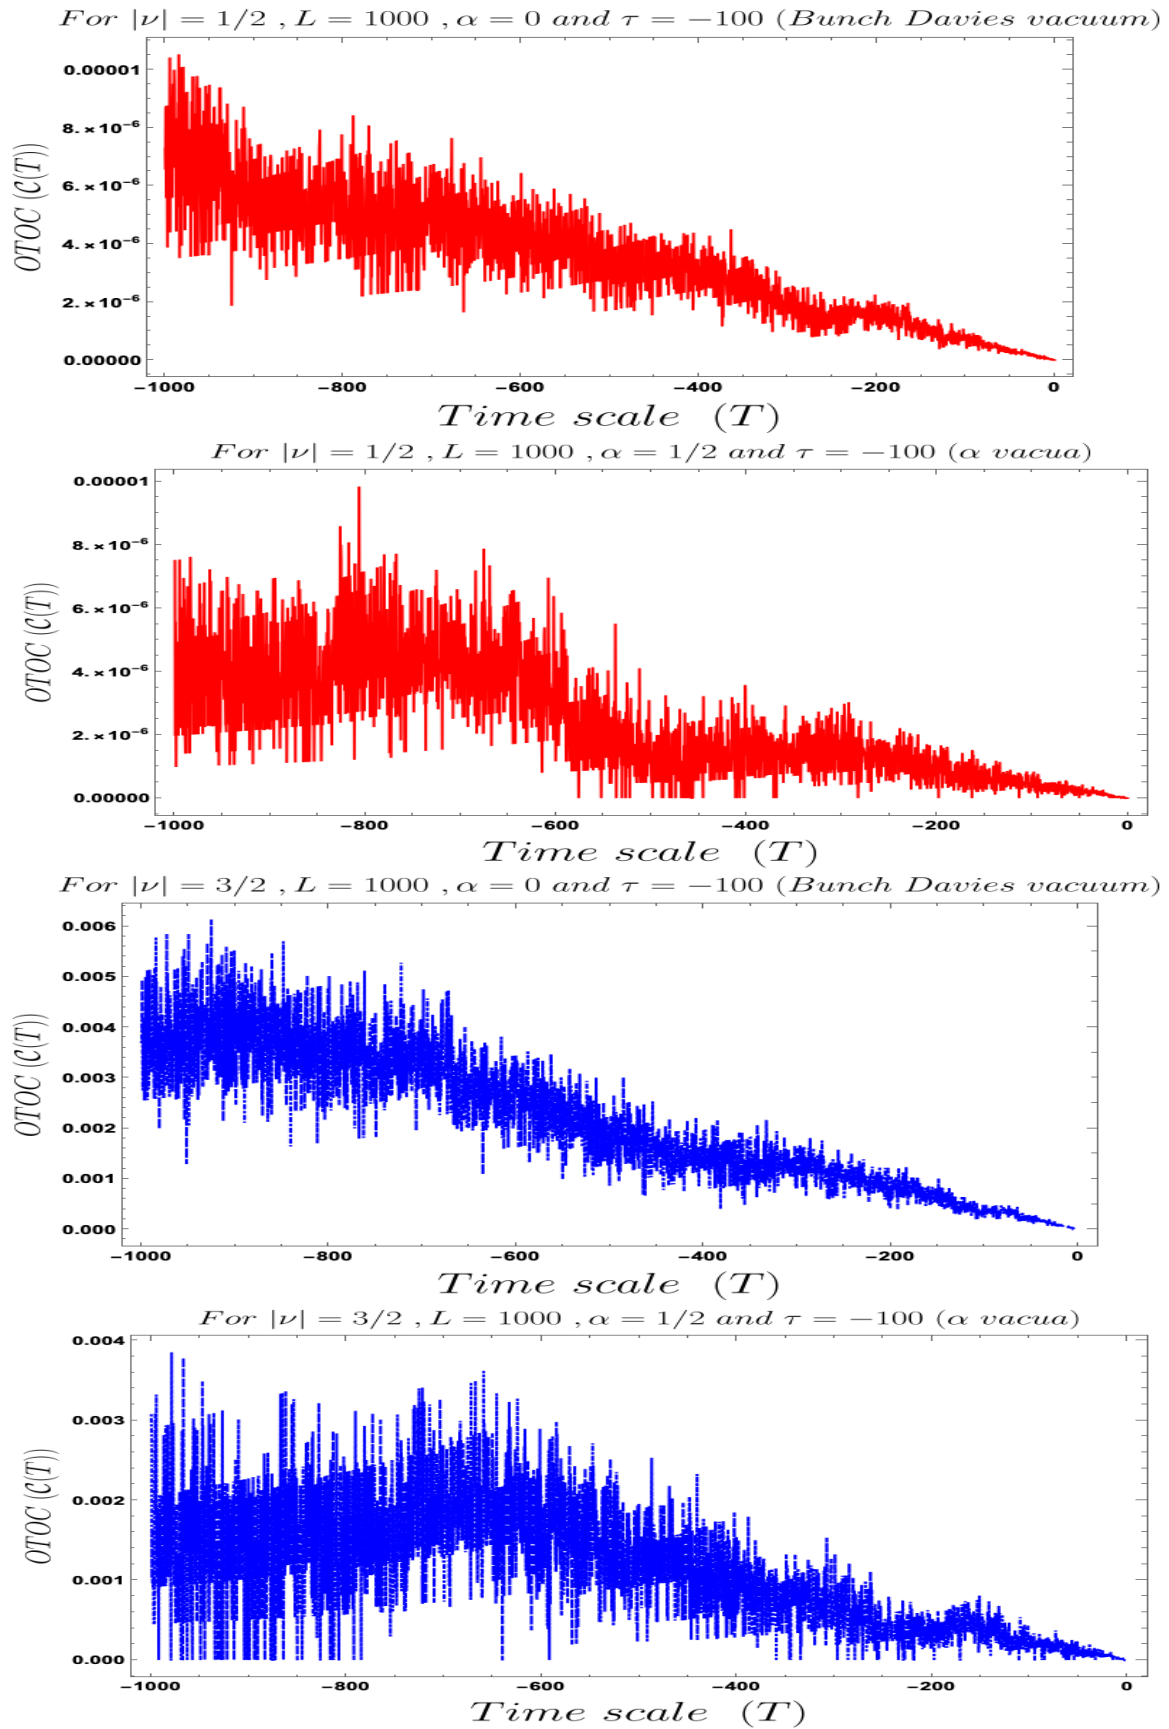 For |ν| = 1/2 , L = 1000 , α = 0 and τ = −100 (Bunch Davies vacuum)
0.00001
8.×10⁻⁶
6.×10⁻⁶
4.×10⁻⁶
2.×10⁻⁶
0.00000
OTOC (C(T))
−1000 −800 −600 −400 −200 0
Time scale (T)
For |ν| = 1/2 , L = 1000 , α = 1/2 and τ = −100 (α vacua)
0.00001
8.×10⁻⁶
6.×10⁻⁶
4.×10⁻⁶
2.×10⁻⁶
0.00000
OTOC (C(T))
−1000 −800 −600 −400 −200 0
Time scale (T)
For |ν| = 3/2 , L = 1000 , α = 0 and τ = −100 (Bunch Davies vacuum)
0.006
0.005
0.004
0.003
0.002
0.001
0.000
OTOC (C(T))
−1000 −800 −600 −400 −200 0
Time scale (T)
For |ν| = 3/2 , L = 1000 , α = 1/2 and τ = −100 (α vacua)
0.004
0.003
0.002
0.001
0.000
OTOC (C(T))
−1000 −800 −600 −400 −200 0
Time scale (T)